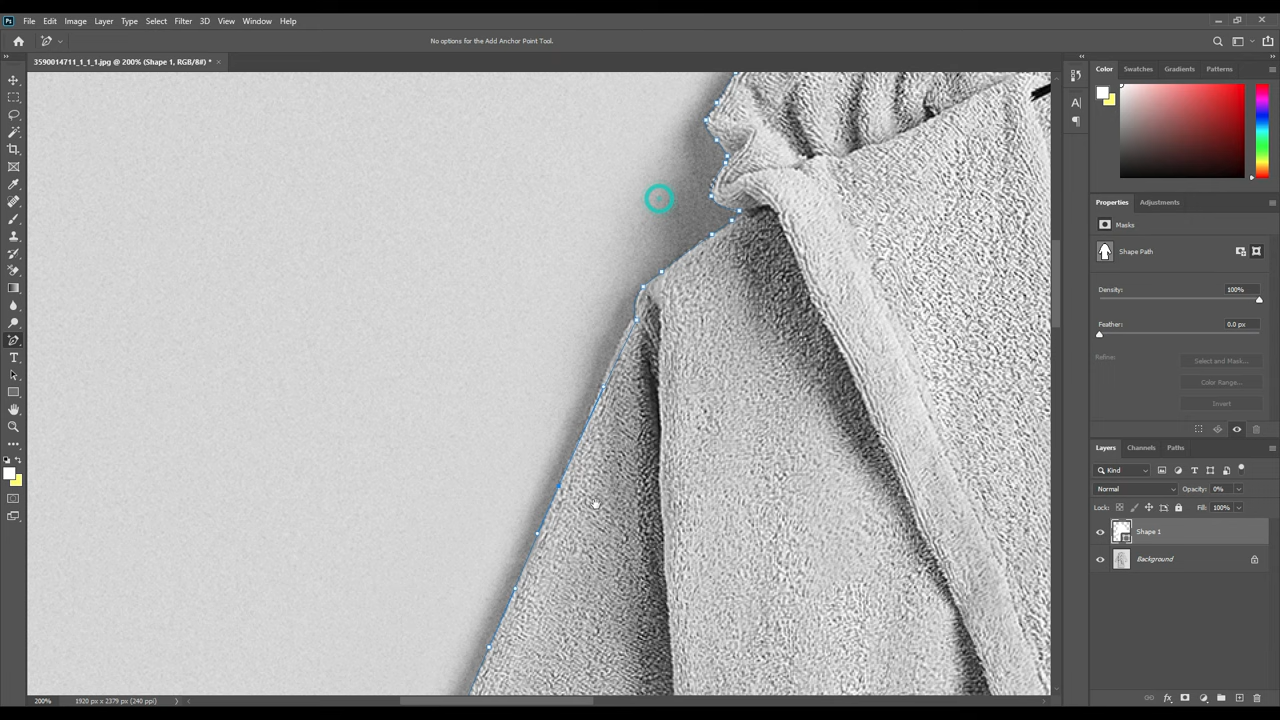 Ps File Edit Image Layer Type Select Filter 3D View Window Help
No options for the Add Anchor Point Tool.
3590014711_1_1_1.jpg @ 200% (Shape 1, RGB/8#) *
Color Swatches Gradients Patterns
Properties Adjustments
Masks
Shape Path
Density: 100%
Feather: 0.0 px
Refine:
Select and Mask...
Color Range...
Invert
Layers Channels Paths
Kind
Normal Opacity: 0%
Lock: Fill: 100%
Shape 1
Background
200% 1920 px x 2379 px (240 ppi)